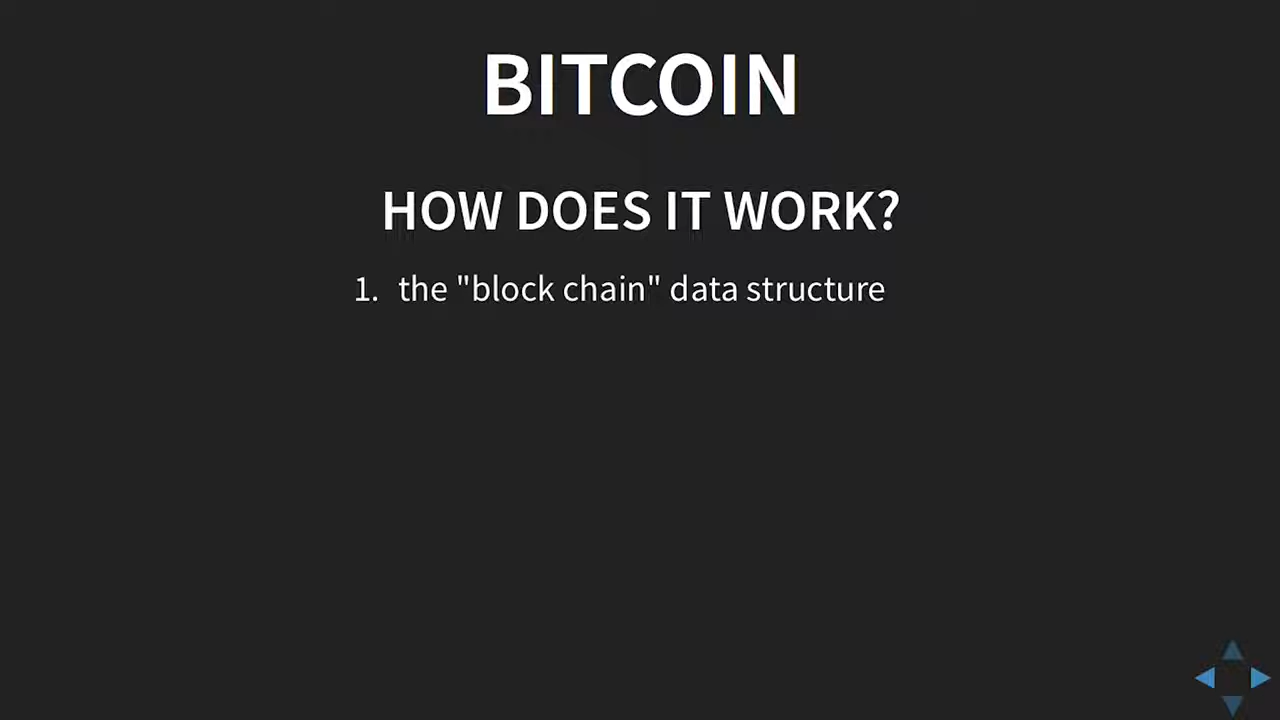 BITCOIN
HOW DOES IT WORK?
1. the "block chain" data structure